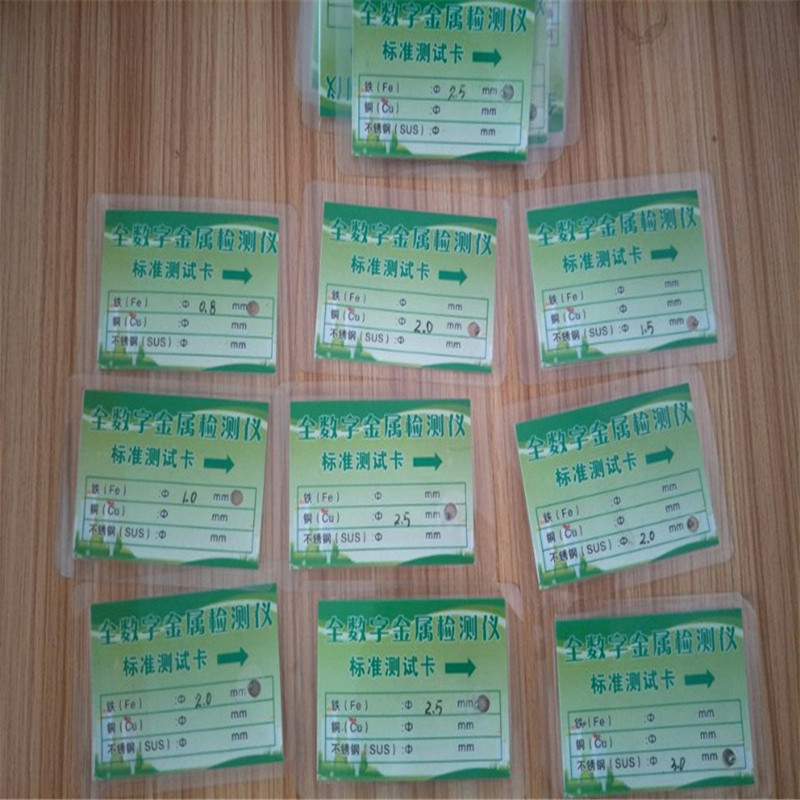 全数字金属检测仪
标准测试卡
铁(Fe) :Φ 2.5 mm
铜(Cu) :Φ mm
不锈钢(SUS):Φ mm
全数字金属检测仪
标准测试卡
铁(Fe) :Φ 0.8 mm
铜(Cu) :Φ mm
不锈钢(SUS):Φ mm
全数字金属检测仪
标准测试卡
铁(Fe) :Φ mm
铜(Cu) :Φ 2.0 mm
不锈钢(SUS):Φ mm
全数字金属检测仪
标准测试卡
铁(Fe) :Φ mm
铜(Cu) :Φ mm
不锈钢(SUS):Φ 1.5 mm
全数字金属检测仪
标准测试卡
铁(Fe) :Φ 1.0 mm
铜(Cu) :Φ mm
不锈钢(SUS):Φ mm
全数字金属检测仪
标准测试卡
铁(Fe) :Φ mm
铜(Cu) :Φ 2.5 mm
不锈钢(SUS):Φ mm
全数字金属检测仪
标准测试卡
铁(Fe) :Φ mm
铜(Cu) :Φ mm
不锈钢(SUS):Φ 2.0 mm
全数字金属检测仪
标准测试卡
铁(Fe) :Φ 2.0 mm
铜(Cu) :Φ mm
不锈钢(SUS):Φ mm
全数字金属检测仪
标准测试卡
铁(Fe) :Φ 2.5 mm
铜(Cu) :Φ mm
不锈钢(SUS):Φ mm
全数字金属检测仪
标准测试卡
铁(Fe) :Φ mm
铜(Cu) :Φ mm
不锈钢(SUS):Φ 3.0 mm